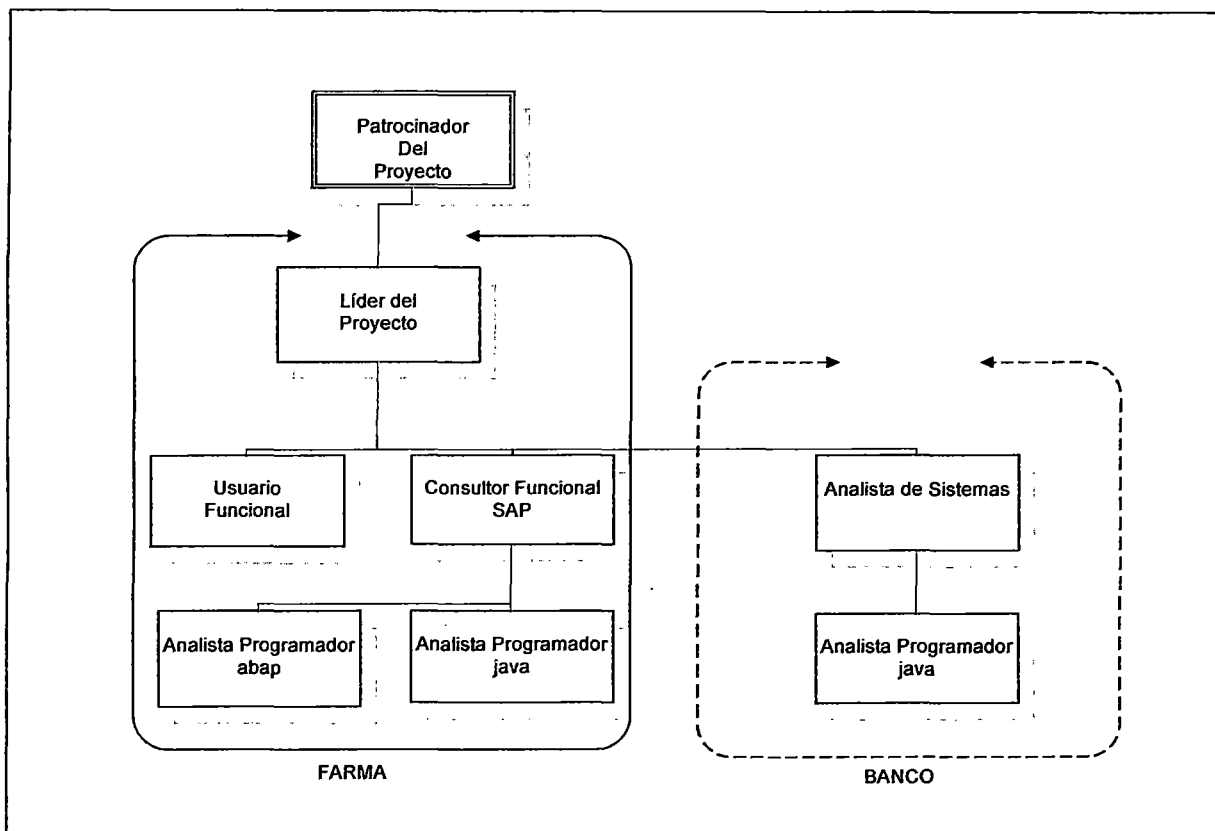 Patrocinador
Del
Proyecto
Líder del
Proyecto
Usuario
Funcional
Consultor Funcional
SAP
Analista de Sistemas
Analista Programador
abap
Analista Programador
java
Analista Programador
java
FARMA
BANCO